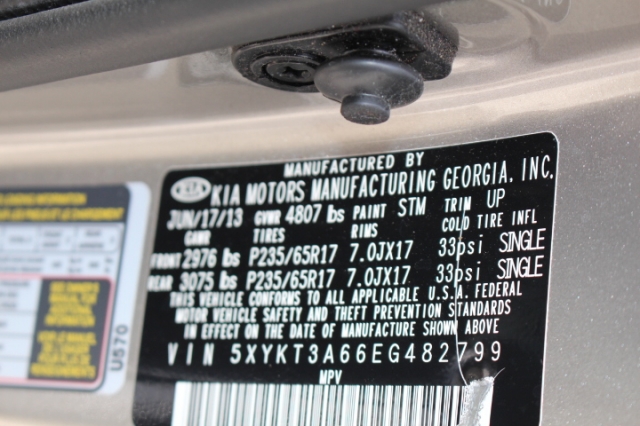 MANUFACTURED BY
KIA KIA MOTORS MANUFACTURING GEORGIA, INC.
JUN/17/13 GVWR 4807 lbs PAINT STM TRIM UP
GAWR TIRES RIMS COLD TIRE INFL
FRONT 2976 lbs P235/65R17 7.0JX17 33psi SINGLE
REAR 3075 lbs P235/65R17 7.0JX17 33psi SINGLE
THIS VEHICLE CONFORMS TO ALL APPLICABLE U.S.A. FEDERAL
MOTOR VEHICLE SAFETY AND THEFT PREVENTION STANDARDS
IN EFFECT ON THE DATE OF MANUFACTURE SHOWN ABOVE
VIN 5XYKT3A66EG482799
MPV
U570